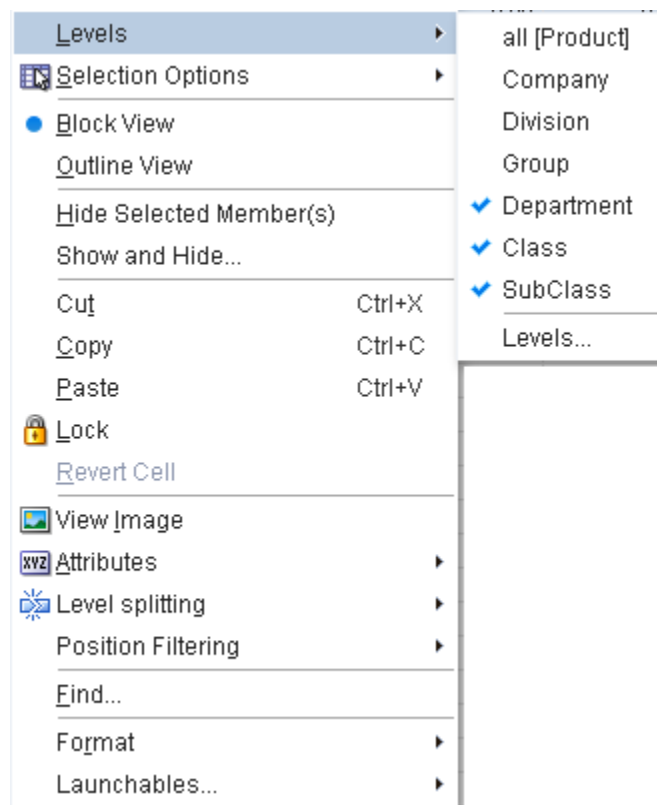 Levels
Selection Options
Block View
Outline View
Hide Selected Member(s)
Show and Hide...
Cut Ctrl+X
Copy Ctrl+C
Paste Ctrl+V
Lock
Revert Cell
View Image
XYZ Attributes
Level splitting
Position Filtering
Find...
Format
Launchables...
all [Product]
Company
Division
Group
Department
Class
SubClass
Levels...